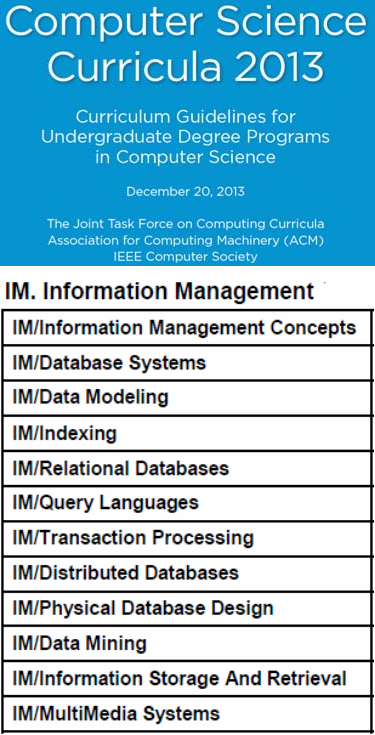 Computer Science
Curricula 2013
Curriculum Guidelines for
Undergraduate Degree Programs
in Computer Science
December 20, 2013
The Joint Task Force on Computing Curricula
Association for Computing Machinery (ACM)
IEEE Computer Society
IM. Information Management
IM/Information Management Concepts
IM/Database Systems
IM/Data Modeling
IM/Indexing
IM/Relational Databases
IM/Query Languages
IM/Transaction Processing
IM/Distributed Databases
IM/Physical Database Design
IM/Data Mining
IM/Information Storage And Retrieval
IM/MultiMedia Systems